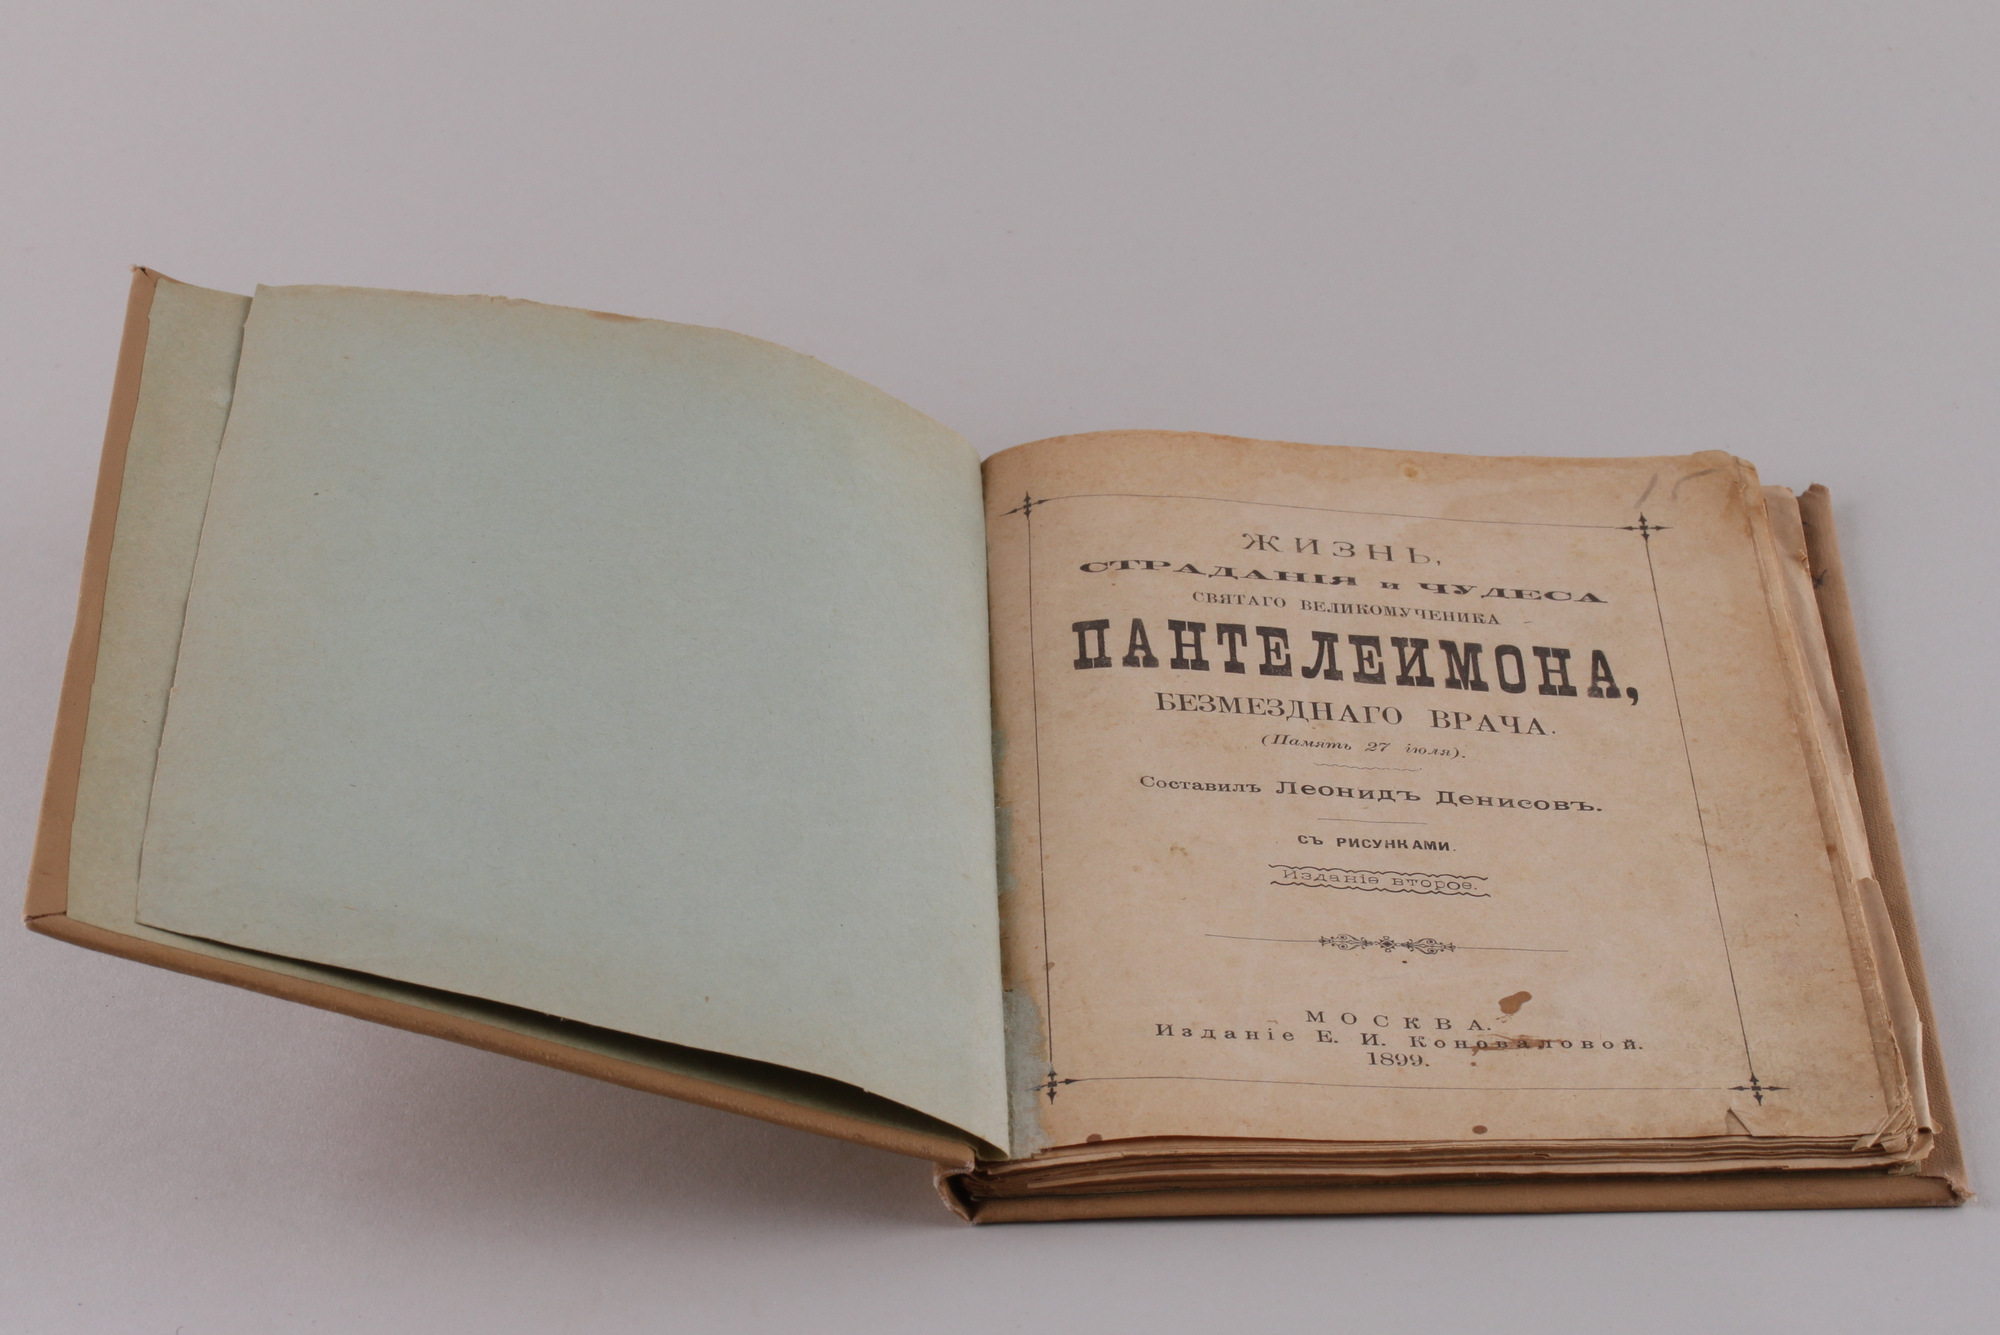 15
ЖИЗНЬ,
СТРАДАНІЯ и ЧУДЕСА
СВЯТАГО ВЕЛИКОМУЧЕНИКА
ПАНТЕЛЕИМОНА,
БЕЗМЕЗДНАГО ВРАЧА.
(Память 27 іюля).
Составилъ Леонидъ Денисовъ.
СЪ РИСУНКАМИ.
Изданіе второе.
МОСКВА.
Изданіе Е. И. Коноваловой.
1899.